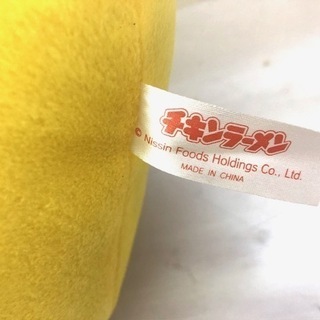 チキンラーメン
© Nissin Foods Holdings Co., Ltd.
MADE IN CHINA